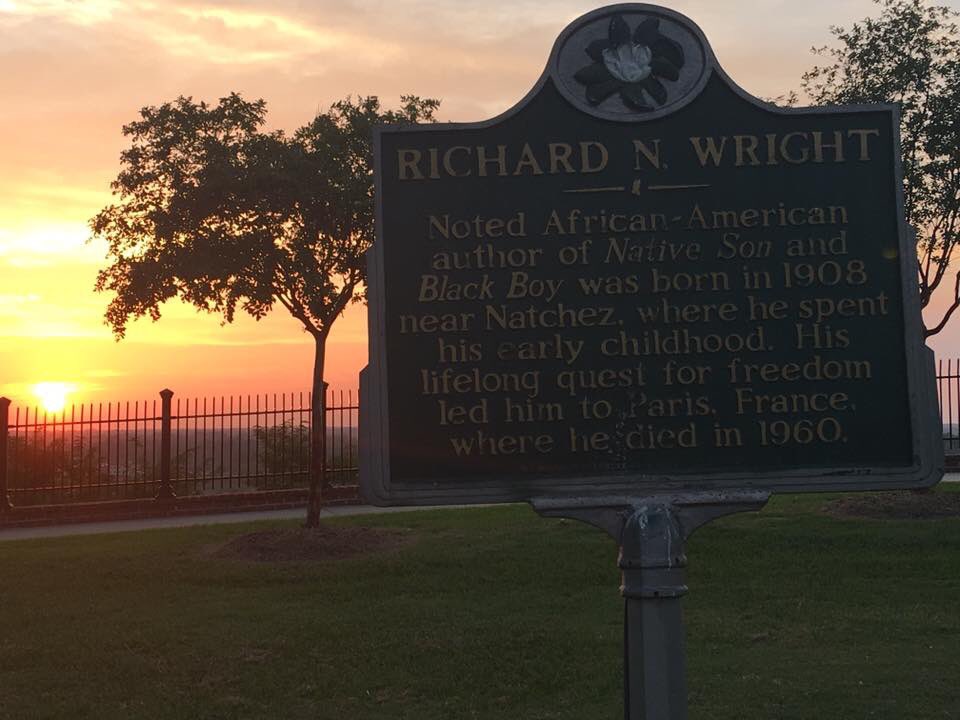 RICHARD N. WRIGHT
Noted African-American
author of Native Son and
Black Boy was born in 1908
near Natchez, where he spent
his early childhood. His
lifelong quest for freedom
led him to Paris, France,
where he died in 1960.